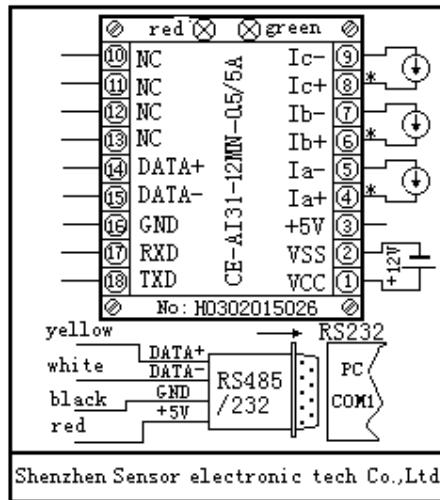 red green
10 NC Ic- 9
11 NC Ic+ 8 *
12 NC Ib- 7
13 NC Ib+ 6 *
14 DATA+ Ia- 5
15 DATA- Ia+ 4 *
16 GND +5V 3
17 RXD VSS 2
18 TXD VCC 1
CE-AI31-12MN-0.5/5A
+12V
No: H0302015026
yellow DATA+
white DATA-
black GND
red +5V
RS485
/232
RS232
PC
COM1
Shenzhen Sensor electronic tech Co.,Ltd